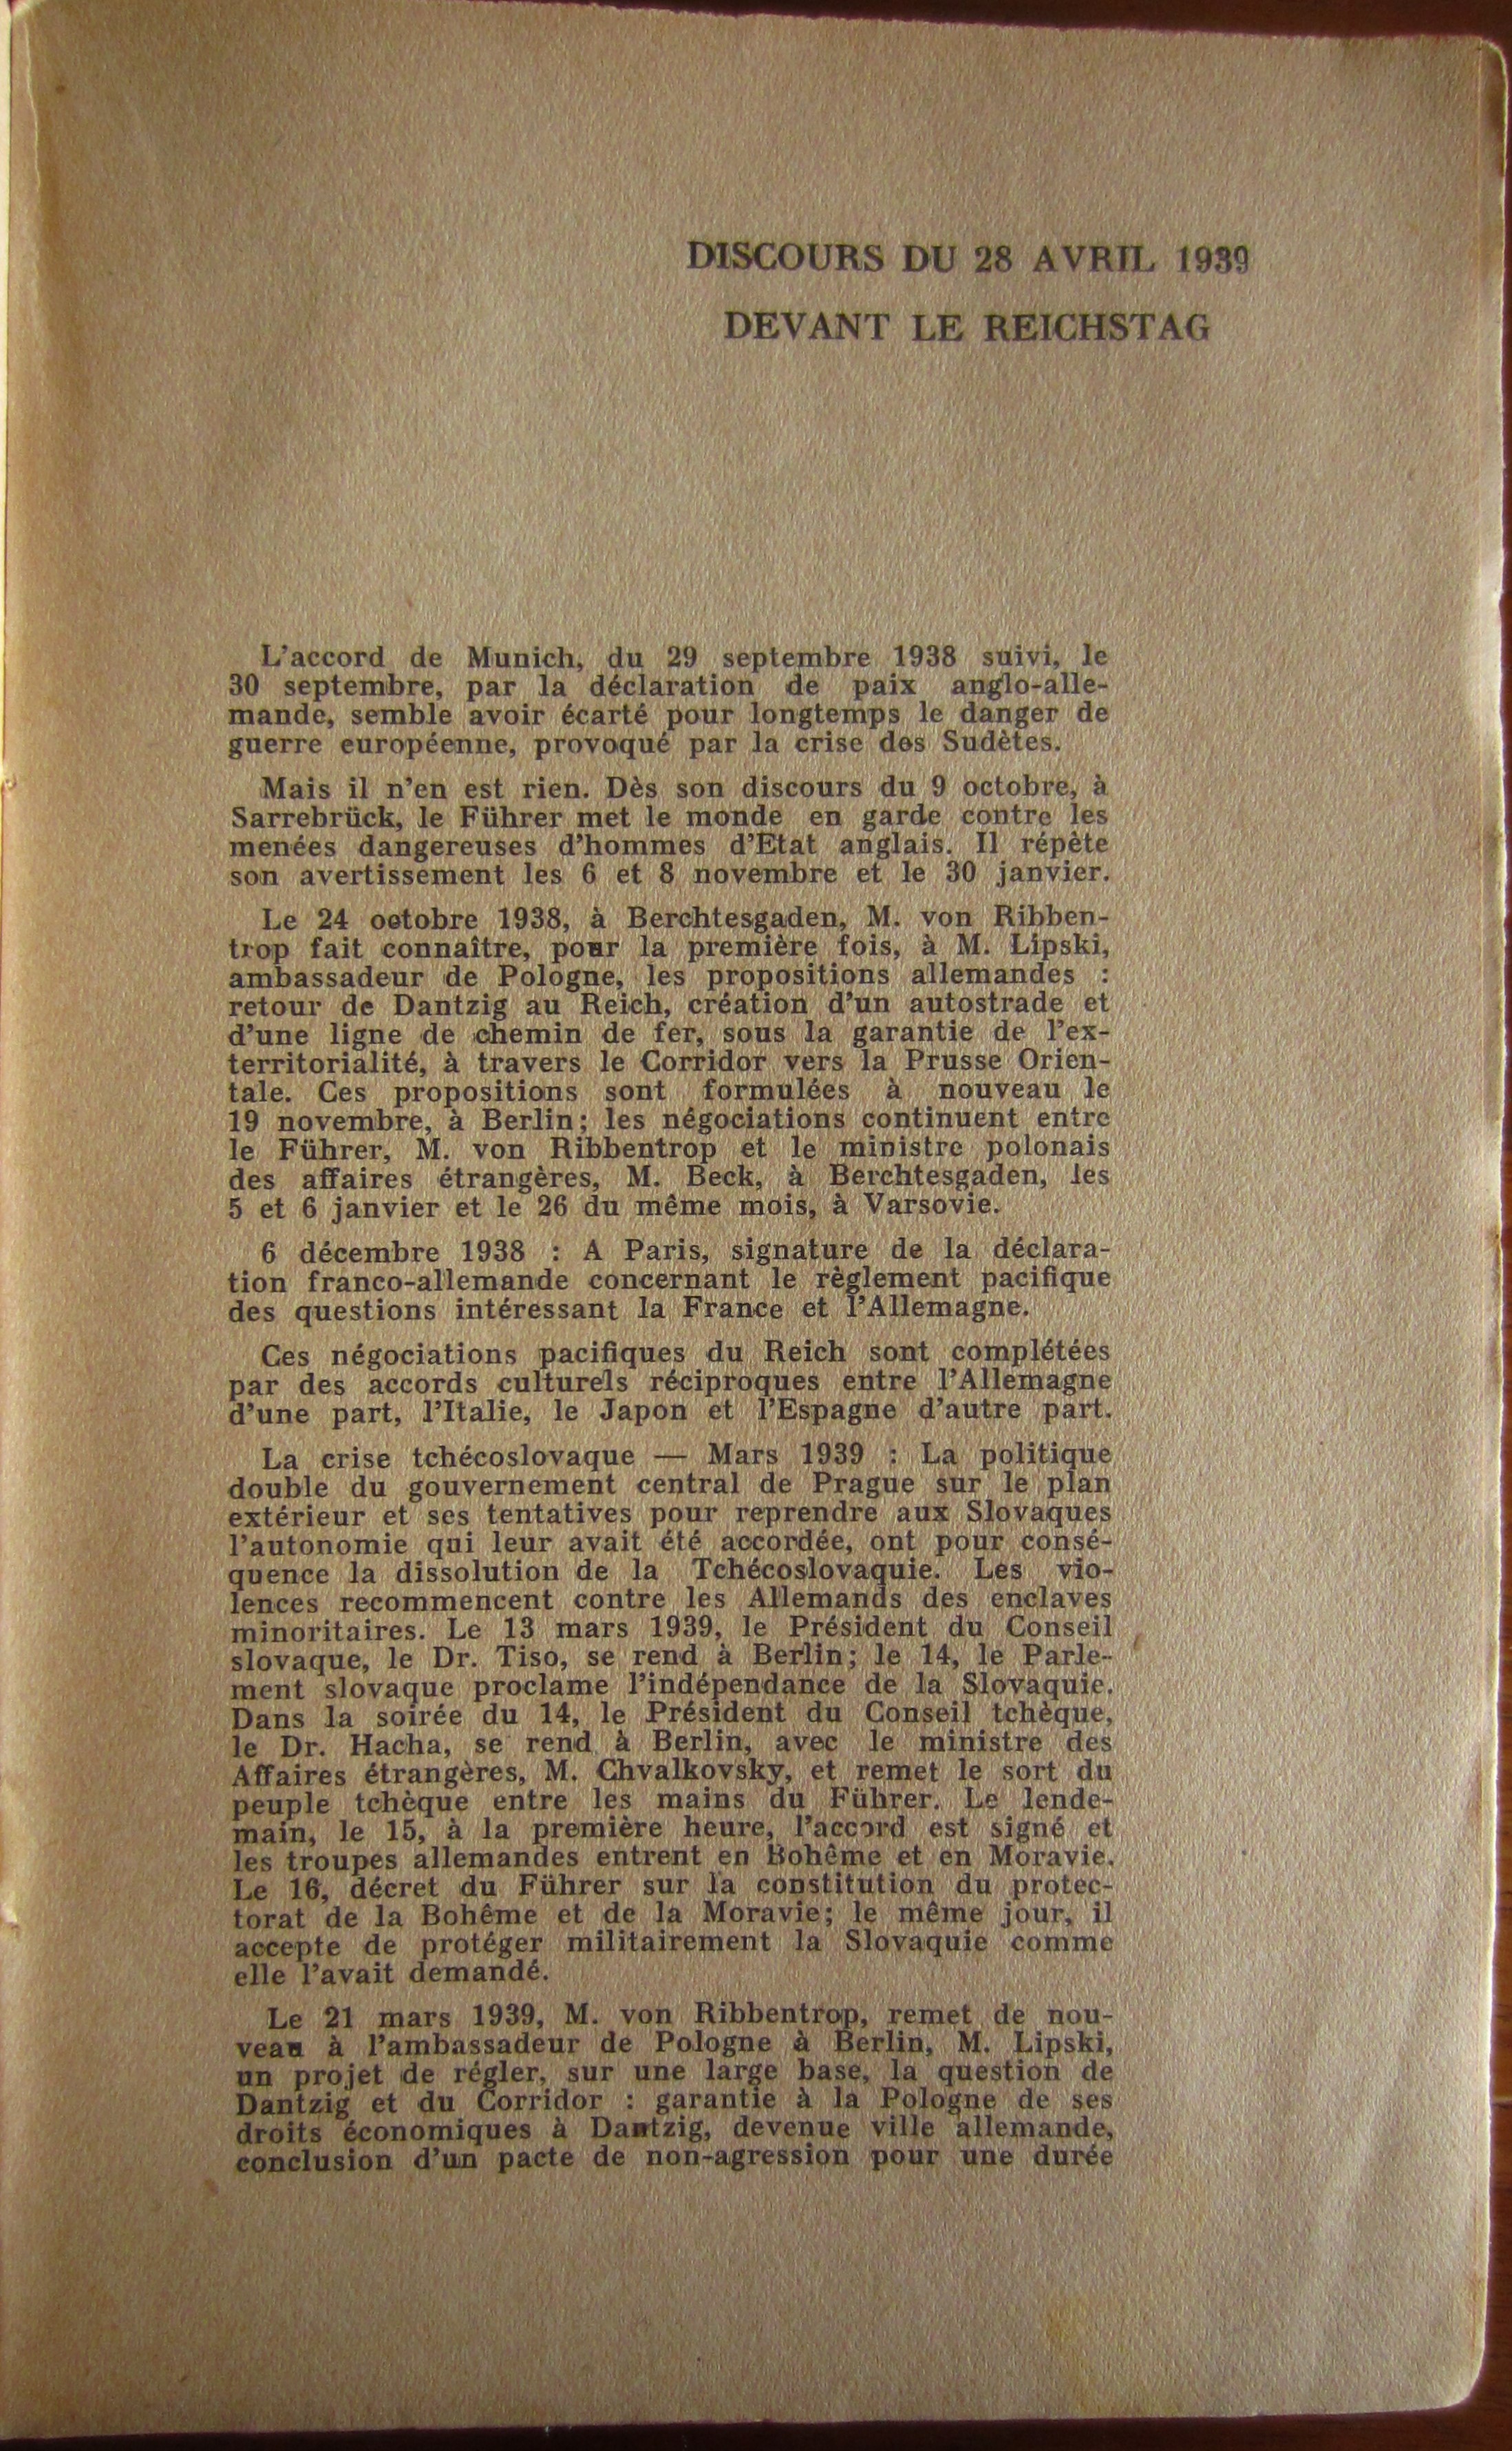 DISCOURS DU 28 AVRIL 1939
DEVANT LE REICHSTAG
L'accord de Munich, du 29 septembre 1938 suivi, le
30 septembre, par la déclaration de paix anglo-alle-
mande, semble avoir écarté pour longtemps le danger de
guerre européenne, provoqué par la crise des Sudètes.
Mais il n'en est rien. Dès son discours du 9 octobre, à
Sarrebrück, le Führer met le monde en garde contre les
menées dangereuses d'hommes d'Etat anglais. Il répète
son avertissement les 6 et 8 novembre et le 30 janvier.
Le 24 octobre 1938, à Berchtesgaden, M. von Ribben-
trop fait connaître, pour la première fois, à M. Lipski,
ambassadeur de Pologne, les propositions allemandes :
retour de Dantzig au Reich, création d'un autostrade et
d'une ligne de chemin de fer, sous la garantie de l'ex-
territorialité, à travers le Corridor vers la Prusse Orien-
tale. Ces propositions sont formulées à nouveau le
19 novembre, à Berlin; les négociations continuent entre
le Führer, M. von Ribbentrop et le ministre polonais
des affaires étrangères, M. Beck, à Berchtesgaden, les
5 et 6 janvier et le 26 du même mois, à Varsovie.
6 décembre 1938 : A Paris, signature de la déclara-
tion franco-allemande concernant le règlement pacifique
des questions intéressant la France et l'Allemagne.
Ces négociations pacifiques du Reich sont complétées
par des accords culturels réciproques entre l'Allemagne
d'une part, l'Italie, le Japon et l'Espagne d'autre part.
La crise tchécoslovaque — Mars 1939 : La politique
double du gouvernement central de Prague sur le plan
extérieur et ses tentatives pour reprendre aux Slovaques
l'autonomie qui leur avait été accordée, ont pour consé-
quence la dissolution de la Tchécoslovaquie. Les vio-
lences recommencent contre les Allemands des enclaves
minoritaires. Le 13 mars 1939, le Président du Conseil
slovaque, le Dr. Tiso, se rend à Berlin; le 14, le Parle-
ment slovaque proclame l'indépendance de la Slovaquie.
Dans la soirée du 14, le Président du Conseil tchèque,
le Dr. Hacha, se rend à Berlin, avec le ministre des
Affaires étrangères, M. Chvalkovsky, et remet le sort du
peuple tchèque entre les mains du Führer. Le lende-
main, le 15, à la première heure, l'accord est signé et
les troupes allemandes entrent en Bohême et en Moravie.
Le 16, décret du Führer sur la constitution du protec-
torat de la Bohême et de la Moravie; le même jour, il
accepte de protéger militairement la Slovaquie comme
elle l'avait demandé.
Le 21 mars 1939, M. von Ribbentrop, remet de nou-
veau à l'ambassadeur de Pologne à Berlin, M. Lipski,
un projet de régler, sur une large base, la question de
Dantzig et du Corridor : garantie à la Pologne de ses
droits économiques à Dantzig, devenue ville allemande,
conclusion d'un pacte de non-agression pour une durée